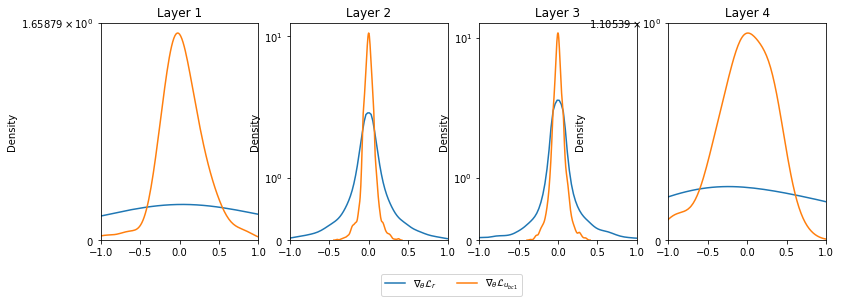 Layer 1 Layer 2 Layer 3 Layer 4
1.65879 × 10⁰ 10¹ 10¹ 1.10539 × 10⁰
Density Density Density Density
10⁰ 10⁰
0 0 0 0
−1.0 −0.5 0.0 0.5 1.0 −1.0 −0.5 0.0 0.5 1.0 −1.0 −0.5 0.0 0.5 1.0 −1.0 −0.5 0.0 0.5 1.0
∇θℒr ∇θℒu_bc1